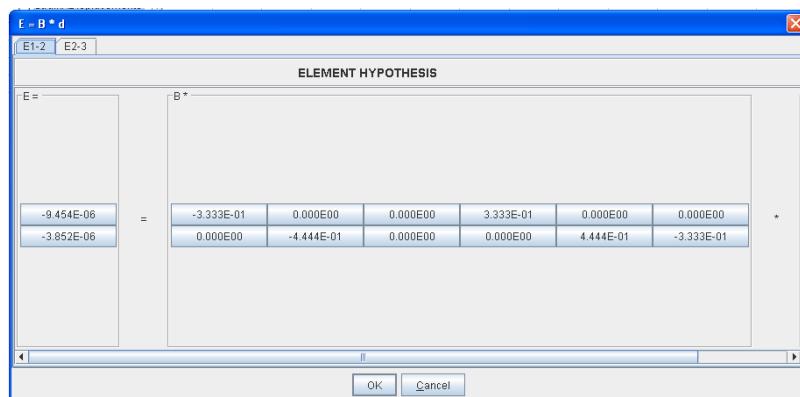 E = B * d
E1-2 E2-3
ELEMENT HYPOTHESIS
E = B *
-9.454E-06 = -3.333E-01 0.000E00 0.000E00 3.333E-01 0.000E00 0.000E00 *
-3.852E-06 0.000E00 -4.444E-01 0.000E00 0.000E00 4.444E-01 -3.333E-01
OK Cancel